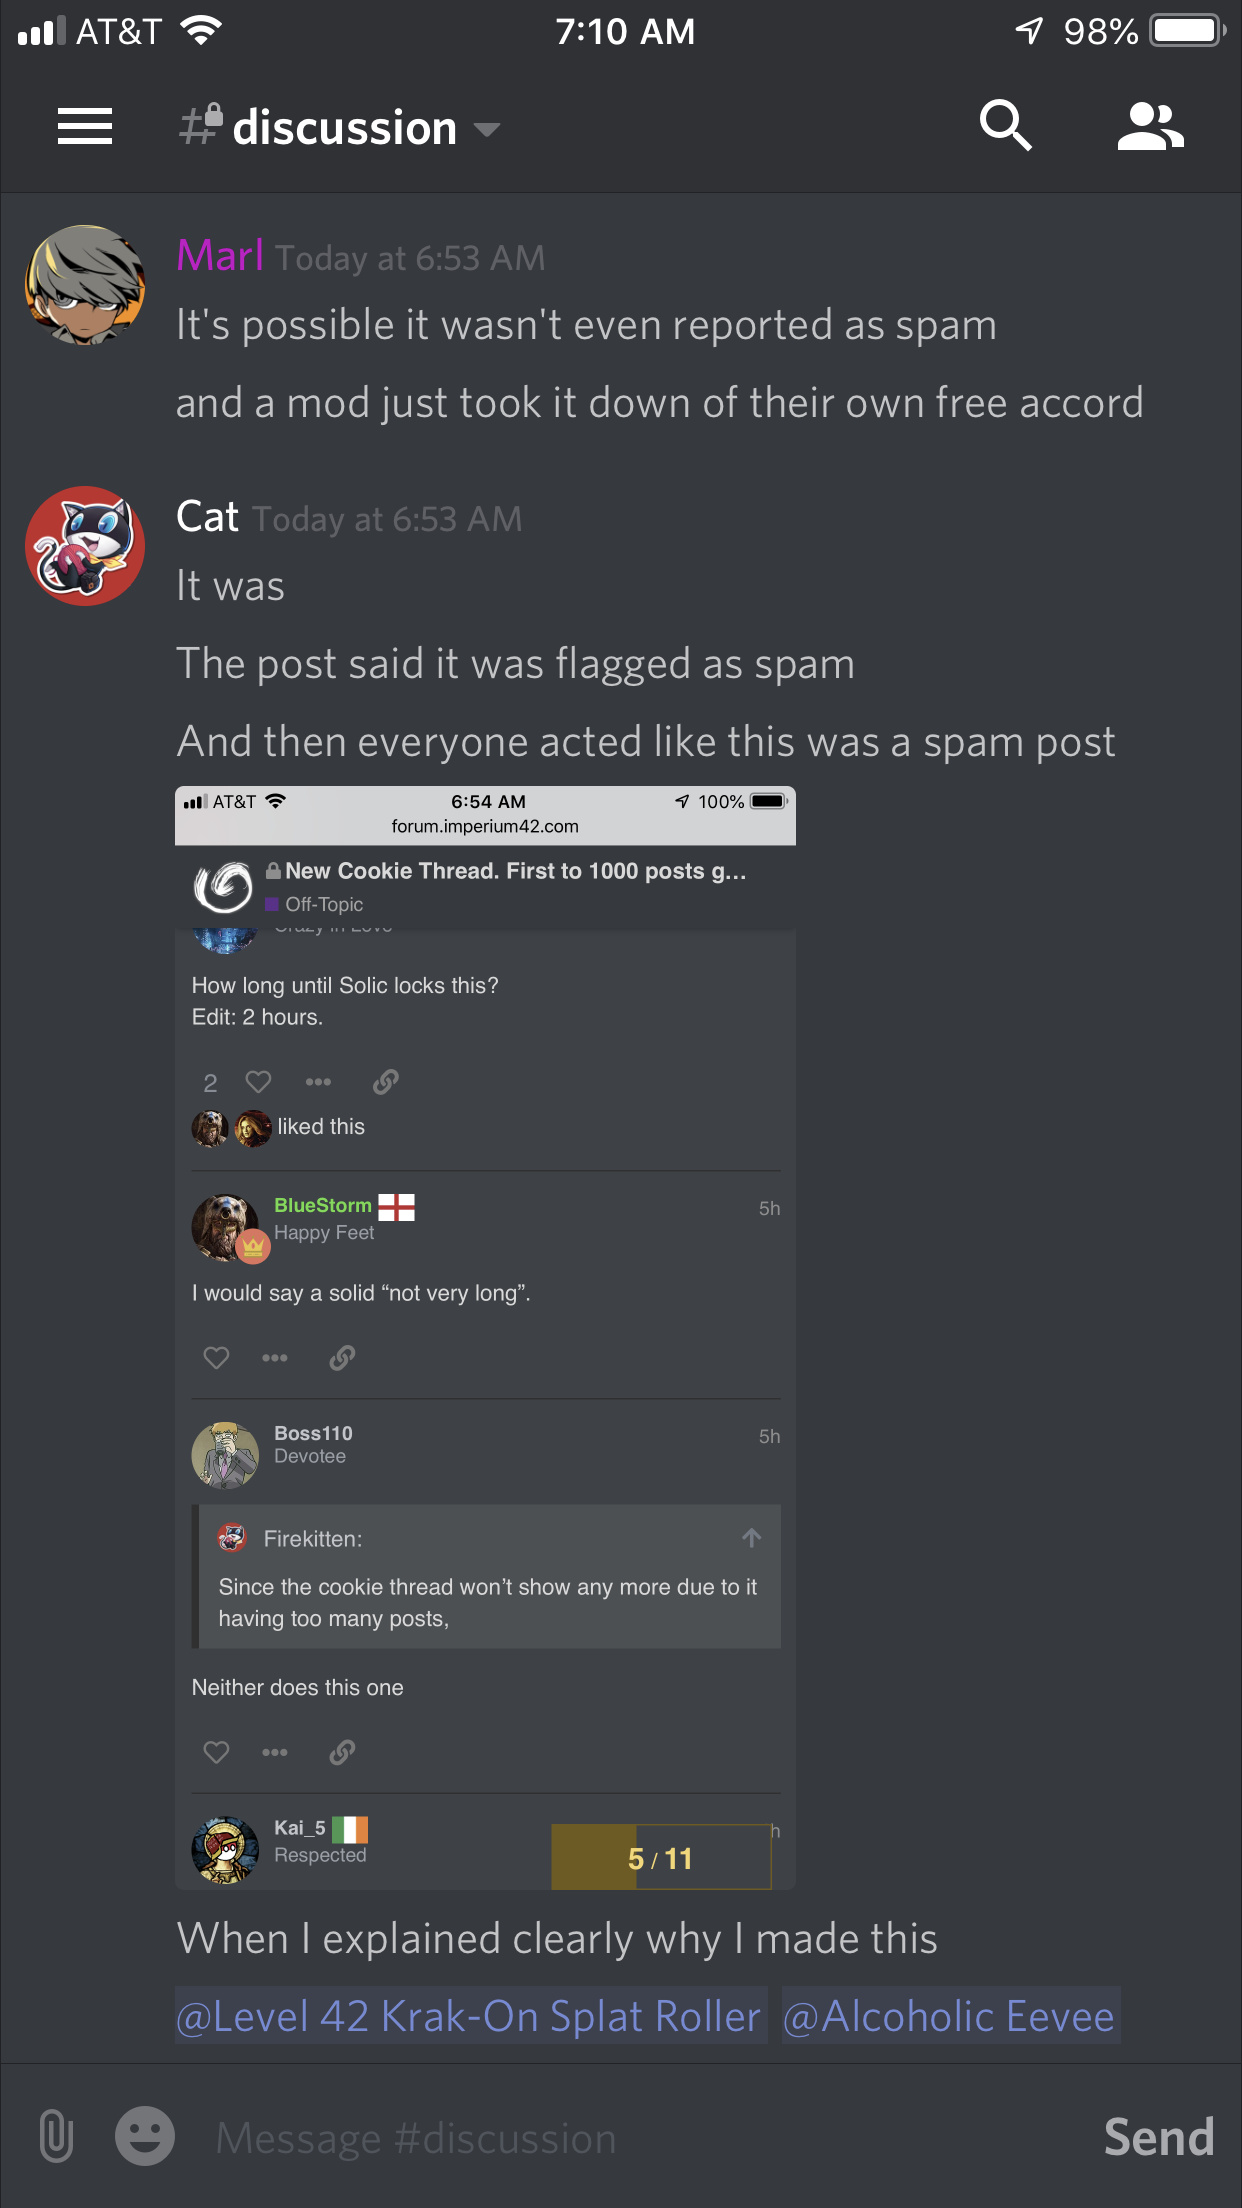 AT&T 7:10 AM 98%
# discussion
Marl Today at 6:53 AM
It's possible it wasn't even reported as spam
and a mod just took it down of their own free accord
Cat Today at 6:53 AM
It was
The post said it was flagged as spam
And then everyone acted like this was a spam post
AT&T 6:54 AM 100%
forum.imperium42.com
New Cookie Thread. First to 1000 posts g...
Off-Topic
Crazy in Love
How long until Solic locks this?
Edit: 2 hours.
2
liked this
BlueStorm 5h
Happy Feet
I would say a solid “not very long”.
Boss110 5h
Devotee
Firekitten:
Since the cookie thread won’t show any more due to it
having too many posts,
Neither does this one
Kai_5 h
Respected
5 / 11
When I explained clearly why I made this
@Level 42 Krak-On Splat Roller @Alcoholic Eevee
Message #discussion Send